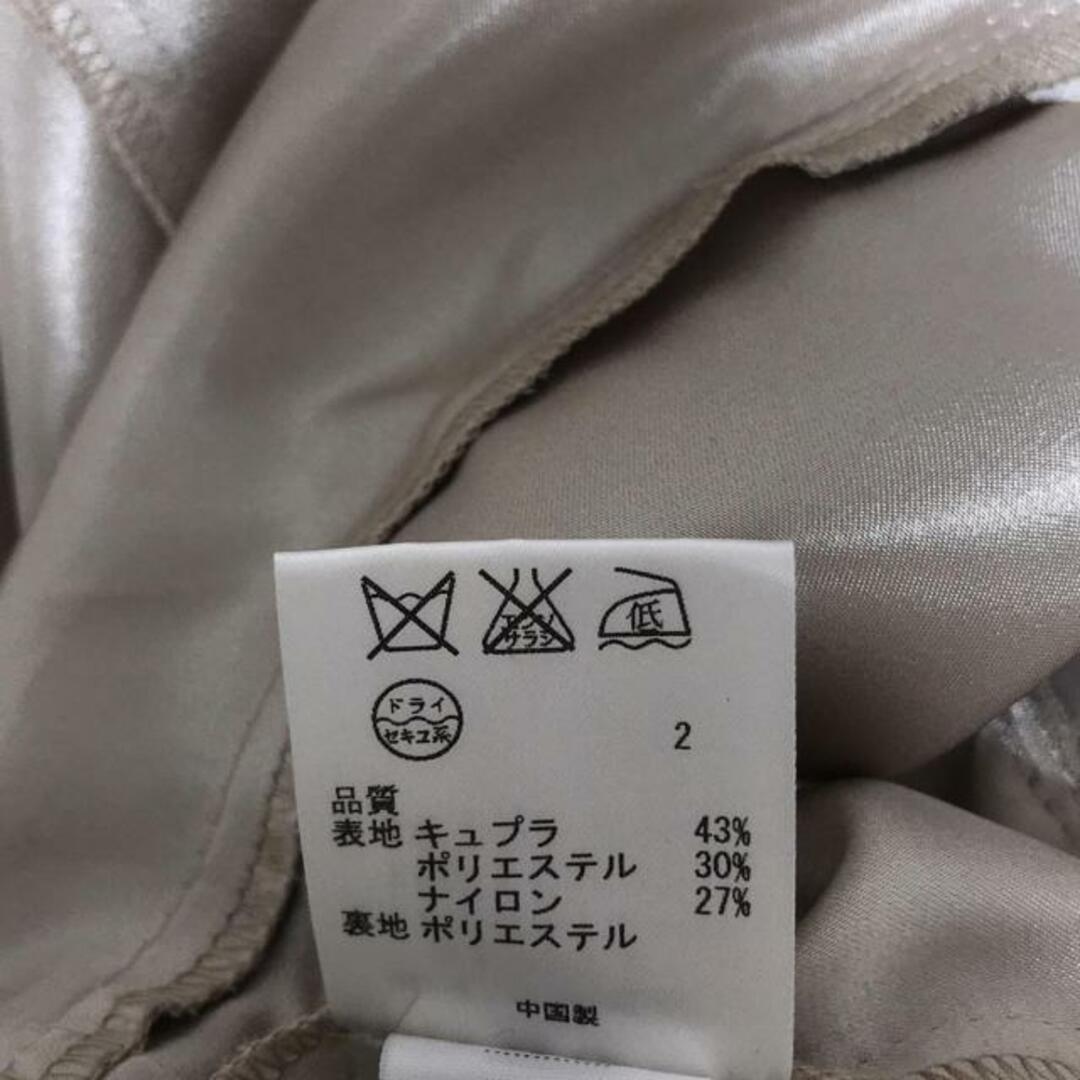 エンソ
サラシ
低
ドライ
セキユ系
2
品質
表地 キュプラ 43%
ポリエステル 30%
ナイロン 27%
裏地 ポリエステル
中国製